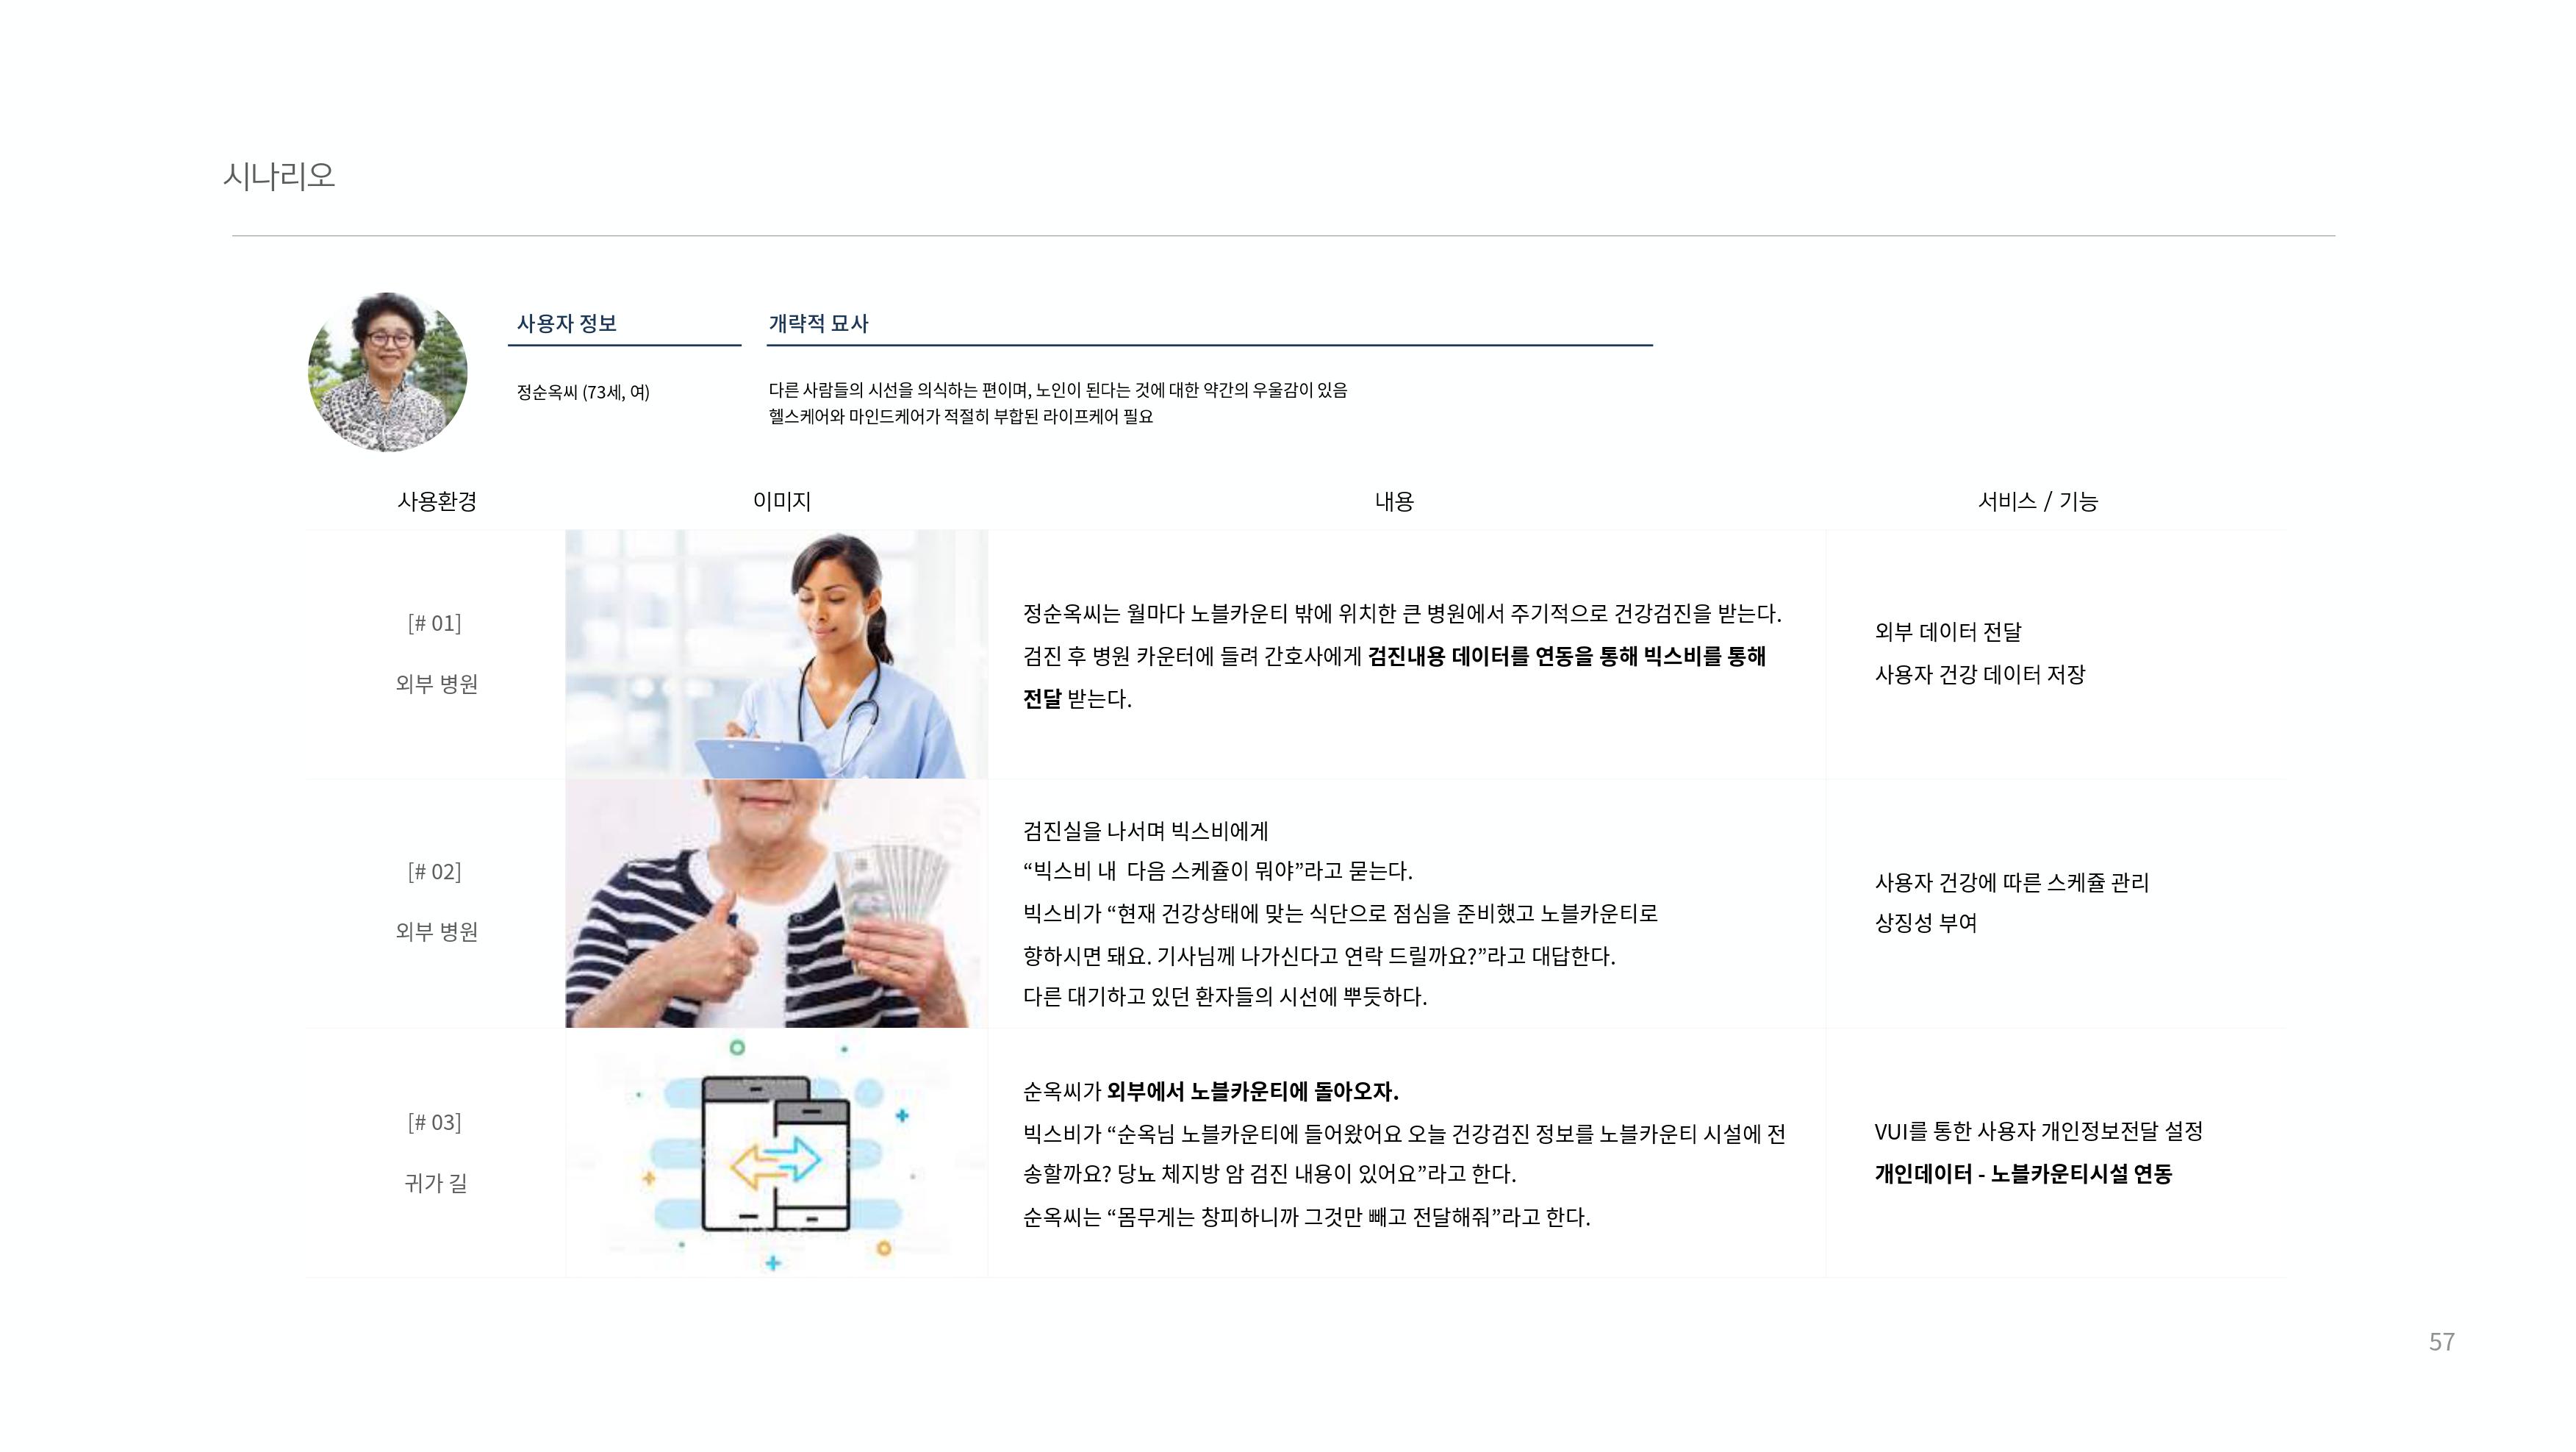 시나리오
사용자 정보
개략적 묘사
정순옥씨 (73세, 여)
다른 사람들의 시선을 의식하는 편이며, 노인이 된다는 것에 대한 약간의 우울감이 있음
헬스케어와 마인드케어가 적절히 부합된 라이프케어 필요
사용환경
이미지
내용
서비스 / 기능
[# 01]
외부 병원
정순옥씨는 월마다 노블카운티 밖에 위치한 큰 병원에서 주기적으로 건강검진을 받는다.
검진 후 병원 카운터에 들려 간호사에게 검진내용 데이터를 연동을 통해 빅스비를 통해
전달 받는다.
외부 데이터 전달
사용자 건강 데이터 저장
[# 02]
외부 병원
검진실을 나서며 빅스비에게
“빅스비 내  다음 스케쥴이 뭐야”라고 묻는다.
빅스비가 “현재 건강상태에 맞는 식단으로 점심을 준비했고 노블카운티로
향하시면 돼요. 기사님께 나가신다고 연락 드릴까요?”라고 대답한다.
다른 대기하고 있던 환자들의 시선에 뿌듯하다.
사용자 건강에 따른 스케쥴 관리
상징성 부여
[# 03]
귀가 길
순옥씨가 외부에서 노블카운티에 돌아오자.
빅스비가 “순옥님 노블카운티에 들어왔어요 오늘 건강검진 정보를 노블카운티 시설에 전
송할까요? 당뇨 체지방 암 검진 내용이 있어요”라고 한다.
순옥씨는 “몸무게는 창피하니까 그것만 빼고 전달해줘”라고 한다.
VUI를 통한 사용자 개인정보전달 설정
개인데이터 - 노블카운티시설 연동
57